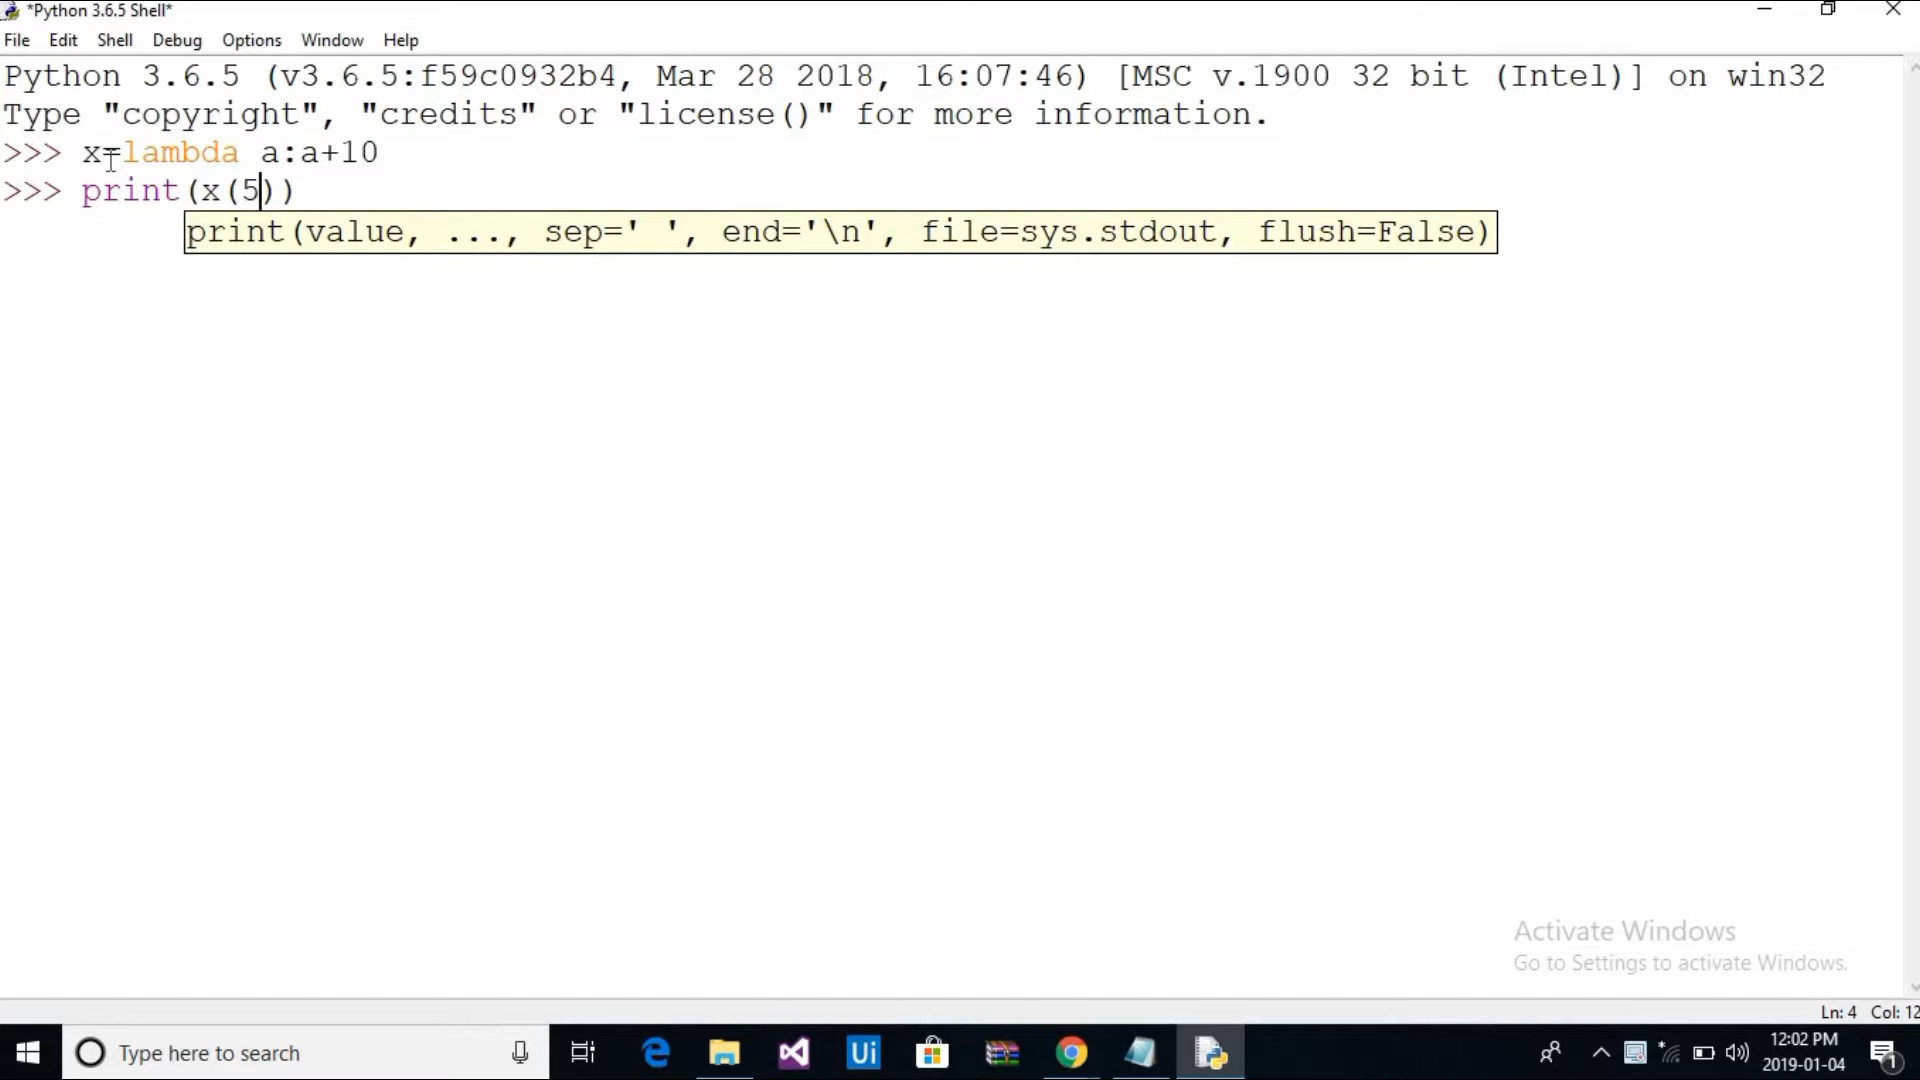 *Python 3.6.5 Shell*
File Edit Shell Debug Options Window Help
Python 3.6.5 (v3.6.5:f59c0932b4, Mar 28 2018, 16:07:46) [MSC v.1900 32 bit (Intel)] on win32
Type "copyright", "credits" or "license()" for more information.
>>> x=lambda a:a+10
>>> print(x(5))
print(value, ..., sep=' ', end='\n', file=sys.stdout, flush=False)
Activate Windows
Go to Settings to activate Windows.
Ln: 4 Col: 12
Type here to search
Ui
12:02 PM
2019-01-04
1